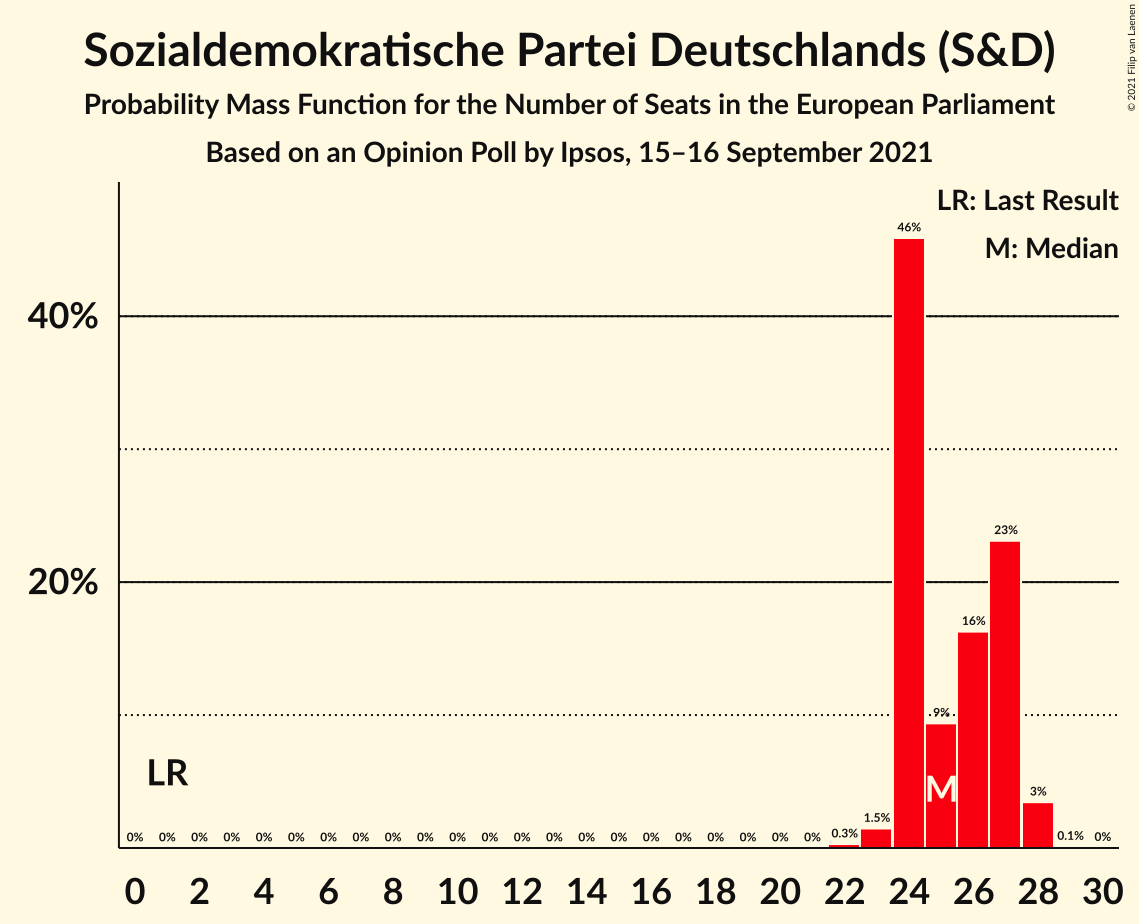 Sozialdemokratische Partei Deutschlands (S&D)
Probability Mass Function for the Number of Seats in the European Parliament
Based on an Opinion Poll by Ipsos, 15–16 September 2021
© 2021 Filip van Laenen
LR: Last Result
M: Median
46%
40%
23%
20%
16%
9%
LR
M
3%
1.5%
0% 0% 0% 0% 0% 0% 0% 0% 0% 0% 0% 0% 0% 0% 0% 0% 0% 0% 0% 0% 0% 0% 0.3% 0.1% 0%
0 2 4 6 8 10 12 14 16 18 20 22 24 26 28 30